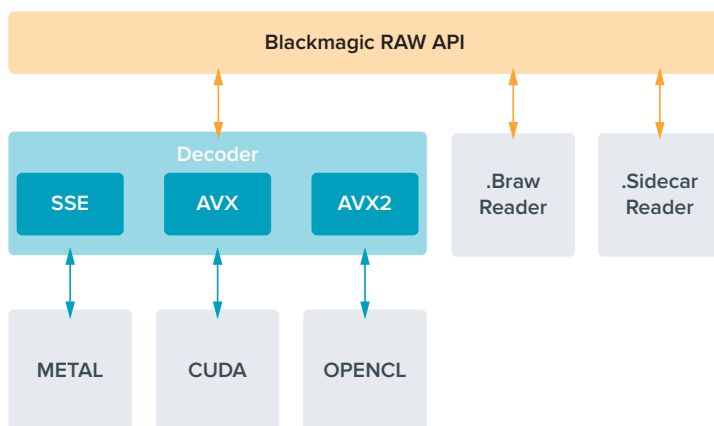 Blackmagic RAW API
Decoder
SSE
AVX
AVX2
.Braw
Reader
.Sidecar
Reader
METAL
CUDA
OPENCL